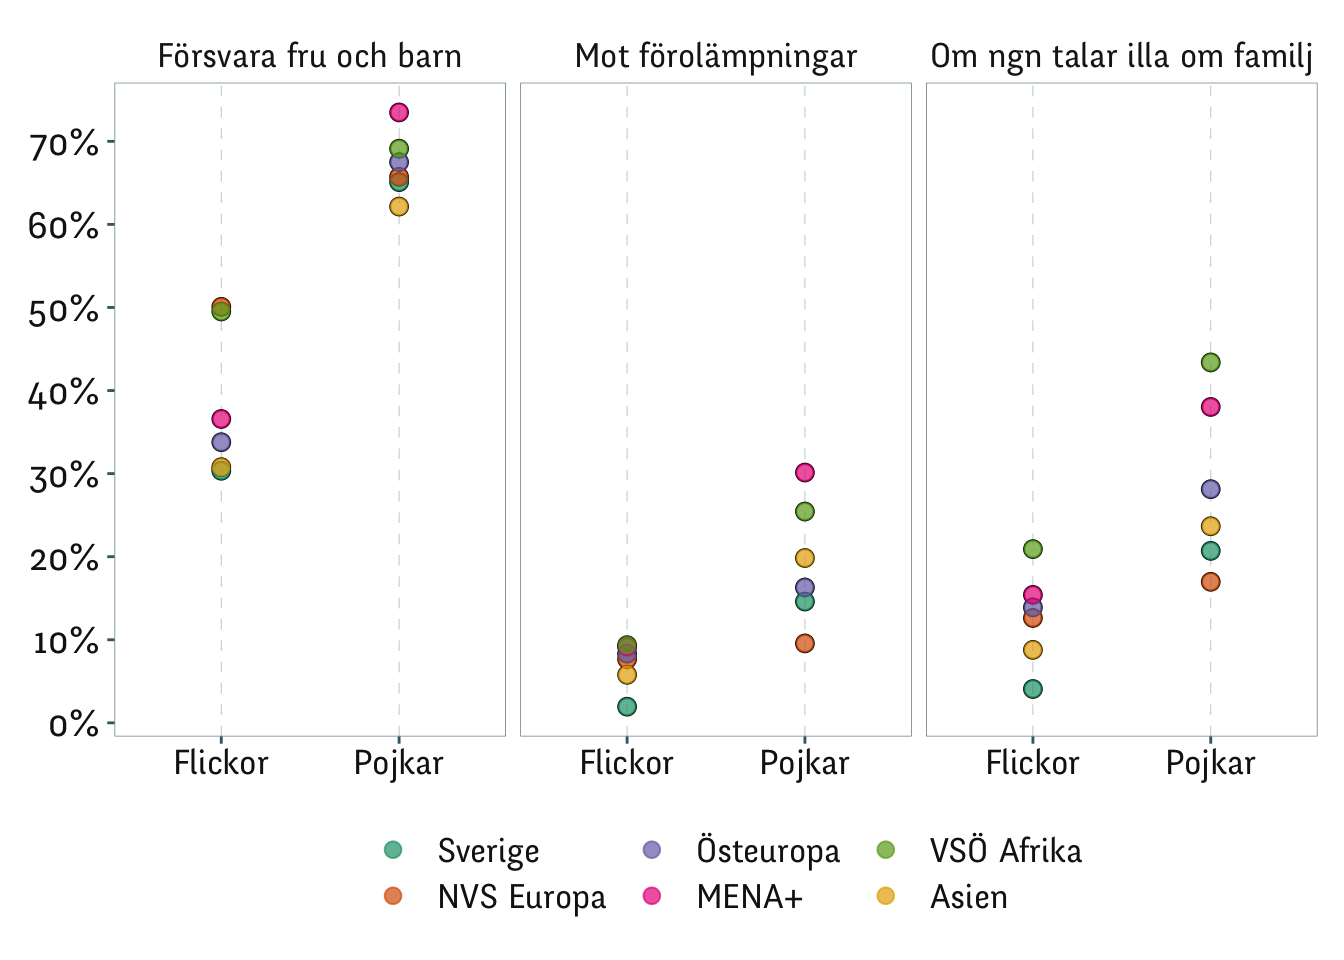 Försvara fru och barn
Mot förolämpningar
Om ngn talar illa om familj
70%
60%
50%
40%
30%
20%
10%
0%
Flickor
Pojkar
Flickor
Pojkar
Flickor
Pojkar
Sverige
Östeuropa
VSÖ Afrika
NVS Europa
MENA+
Asien